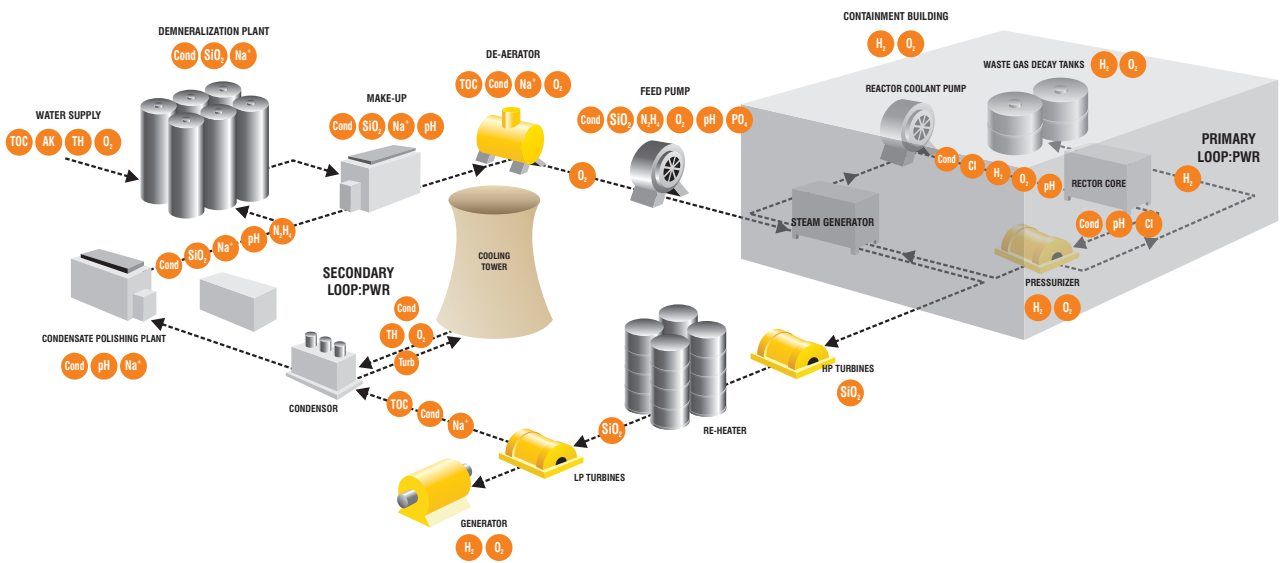 CONTAINMENT BUILDING
H₂ O₂
DEMNERALIZATION PLANT
Cond SiO₂ Na⁺
DE-AERATOR
TOC Cond Na⁺ O₂
WASTE GAS DECAY TANKS H₂ O₂
REACTOR COOLANT PUMP
FEED PUMP
Cond SiO₂ N₂H₄ O₂ pH PO₄
MAKE-UP
Cond SiO₂ Na⁺ pH
WATER SUPPLY
TOC AK TH O₂
PRIMARY
LOOP:PWR
O₂
Cond Cl H₂ O₂ pH
RECTOR CORE
H₂
STEAM GENERATOR
Cond pH Cl
Cond SiO₂ Na⁺ pH N₂H₄
COOLING
TOWER
SECONDARY
LOOP:PWR
PRESSURIZER
H₂ O₂
Cond
TH O₂
Turb
CONDENSATE POLISHING PLANT
Cond pH Na⁺
CONDENSOR
HP TURBINES
SiO₂
TOC Cond Na⁺
SiO₂
RE-HEATER
LP TURBINES
GENERATOR
H₂ O₂